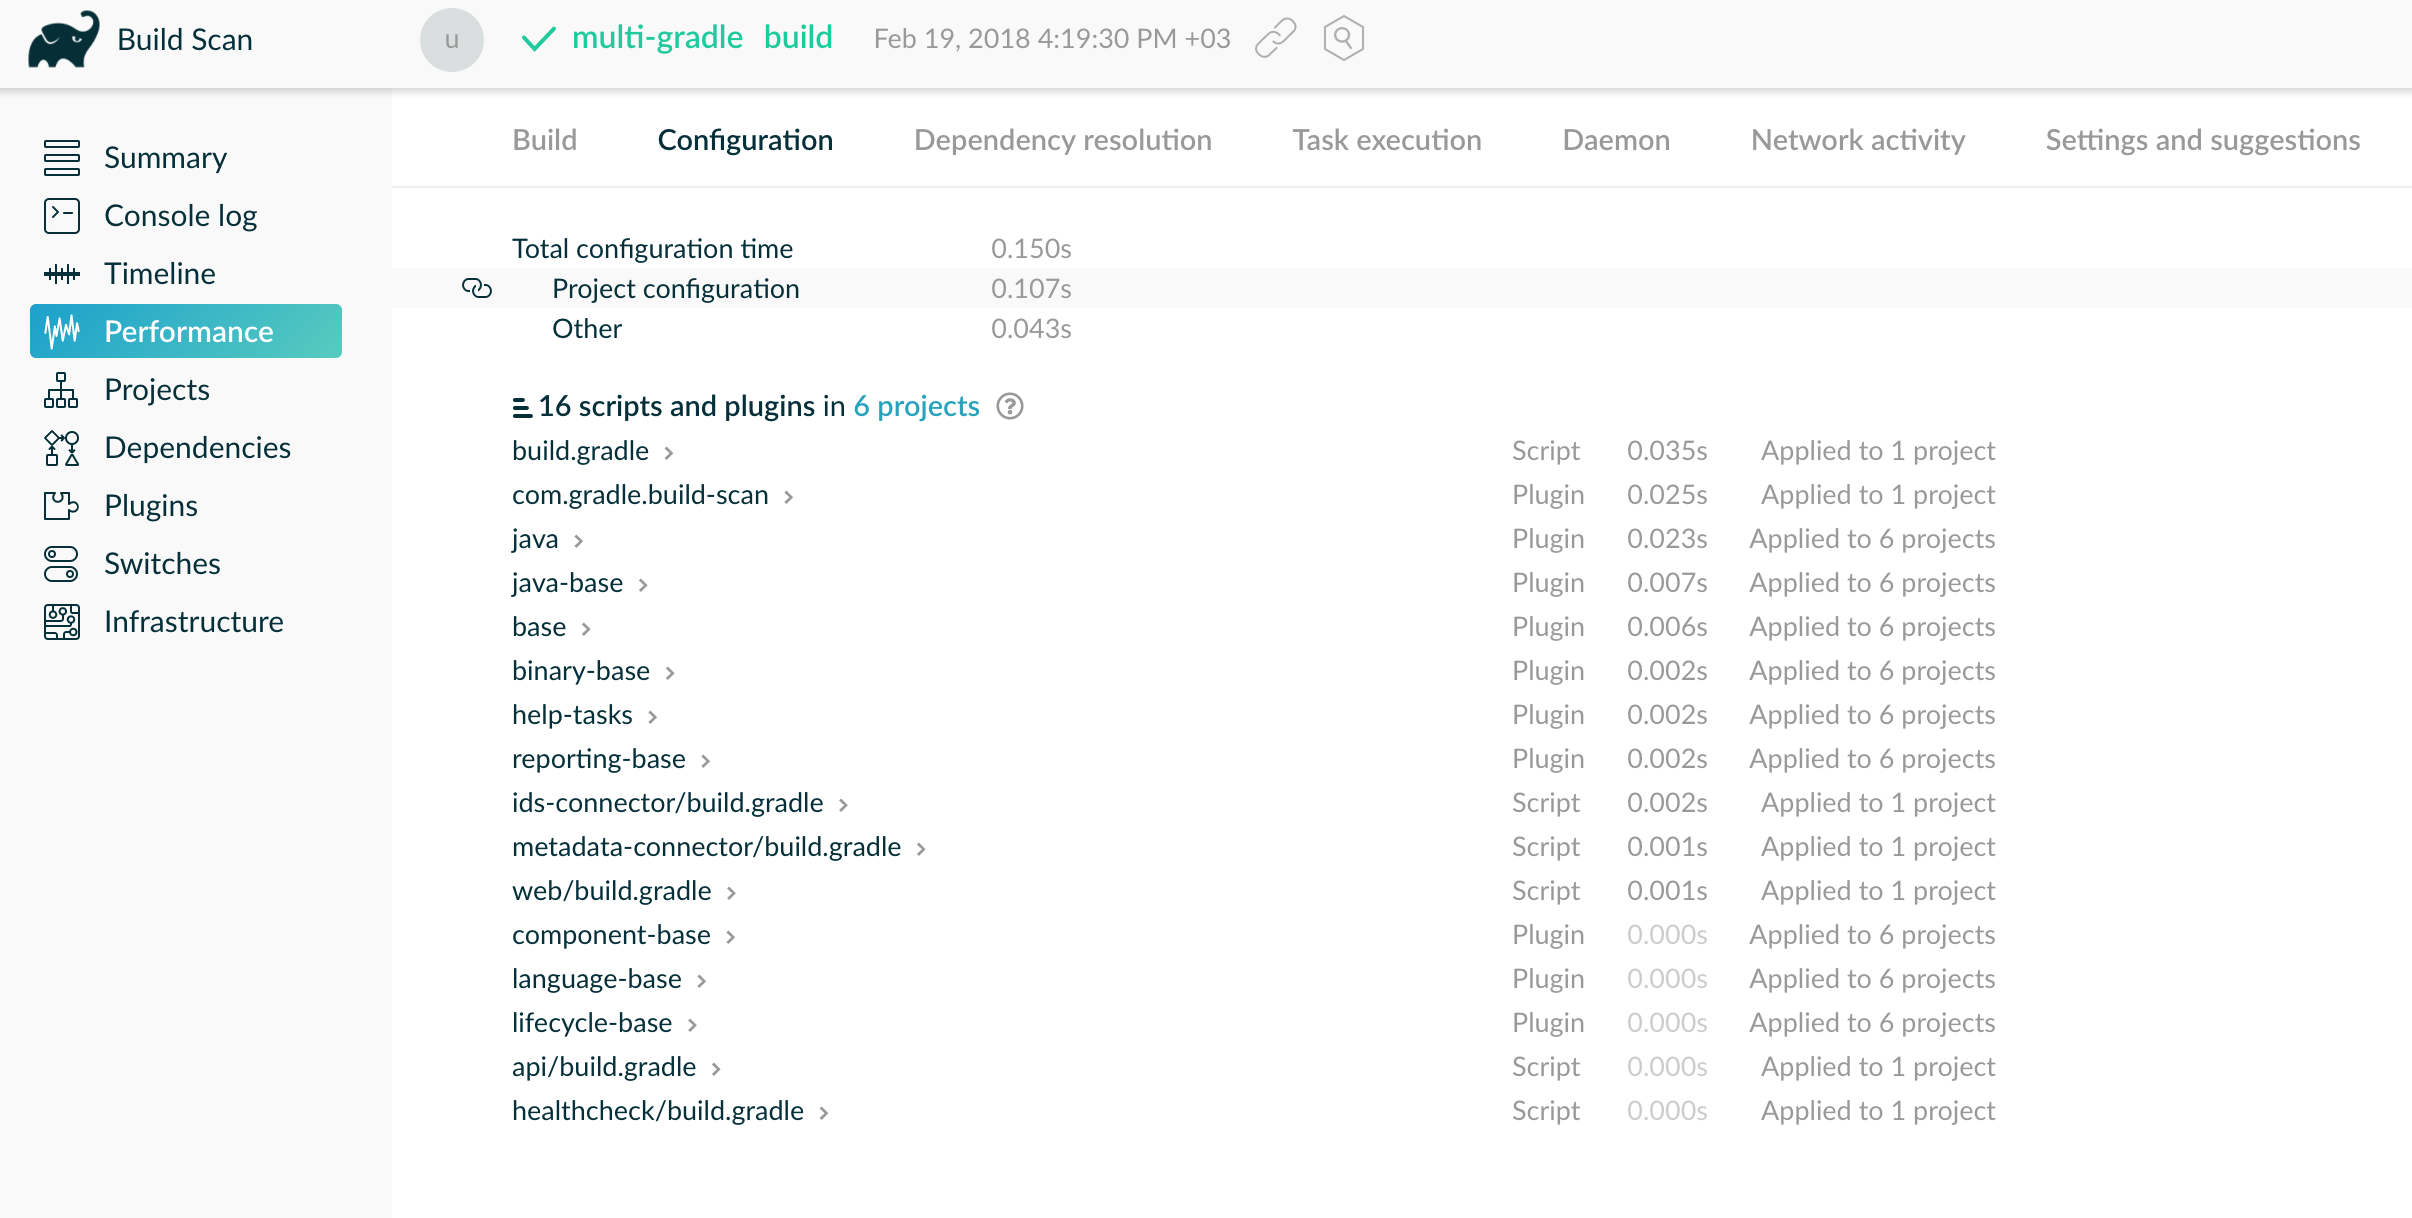 Build Scan
u multi-gradle build Feb 19, 2018 4:19:30 PM +03
Summary
Console log
Timeline
Performance
Projects
Dependencies
Plugins
Switches
Infrastructure
Build Configuration Dependency resolution Task execution Daemon Network activity Settings and suggestions
Total configuration time 0.150s
Project configuration 0.107s
Other 0.043s
16 scripts and plugins in 6 projects ?
build.gradle > Script 0.035s Applied to 1 project
com.gradle.build-scan > Plugin 0.025s Applied to 1 project
java > Plugin 0.023s Applied to 6 projects
java-base > Plugin 0.007s Applied to 6 projects
base > Plugin 0.006s Applied to 6 projects
binary-base > Plugin 0.002s Applied to 6 projects
help-tasks > Plugin 0.002s Applied to 6 projects
reporting-base > Plugin 0.002s Applied to 6 projects
ids-connector/build.gradle > Script 0.002s Applied to 1 project
metadata-connector/build.gradle > Script 0.001s Applied to 1 project
web/build.gradle > Script 0.001s Applied to 1 project
component-base > Plugin 0.000s Applied to 6 projects
language-base > Plugin 0.000s Applied to 6 projects
lifecycle-base > Plugin 0.000s Applied to 6 projects
api/build.gradle > Script 0.000s Applied to 1 project
healthcheck/build.gradle > Script 0.000s Applied to 1 project